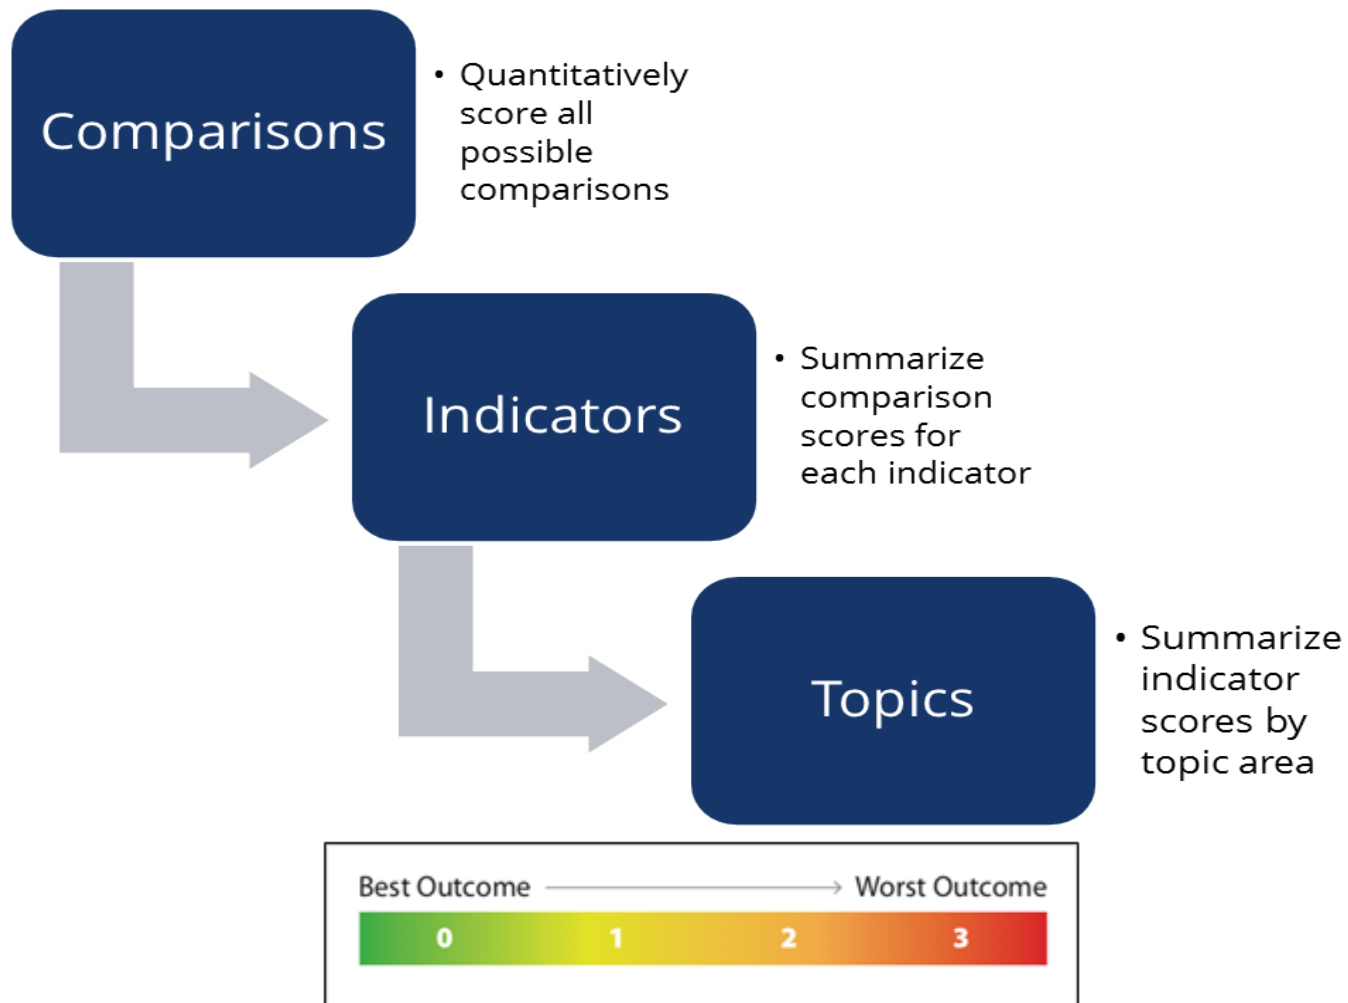 Comparisons
• Quantitatively
score all
possible
comparisons
Indicators
• Summarize
comparison
scores for
each indicator
Topics
• Summarize
indicator
scores by
topic area
Best Outcome Worst Outcome
0 1 2 3